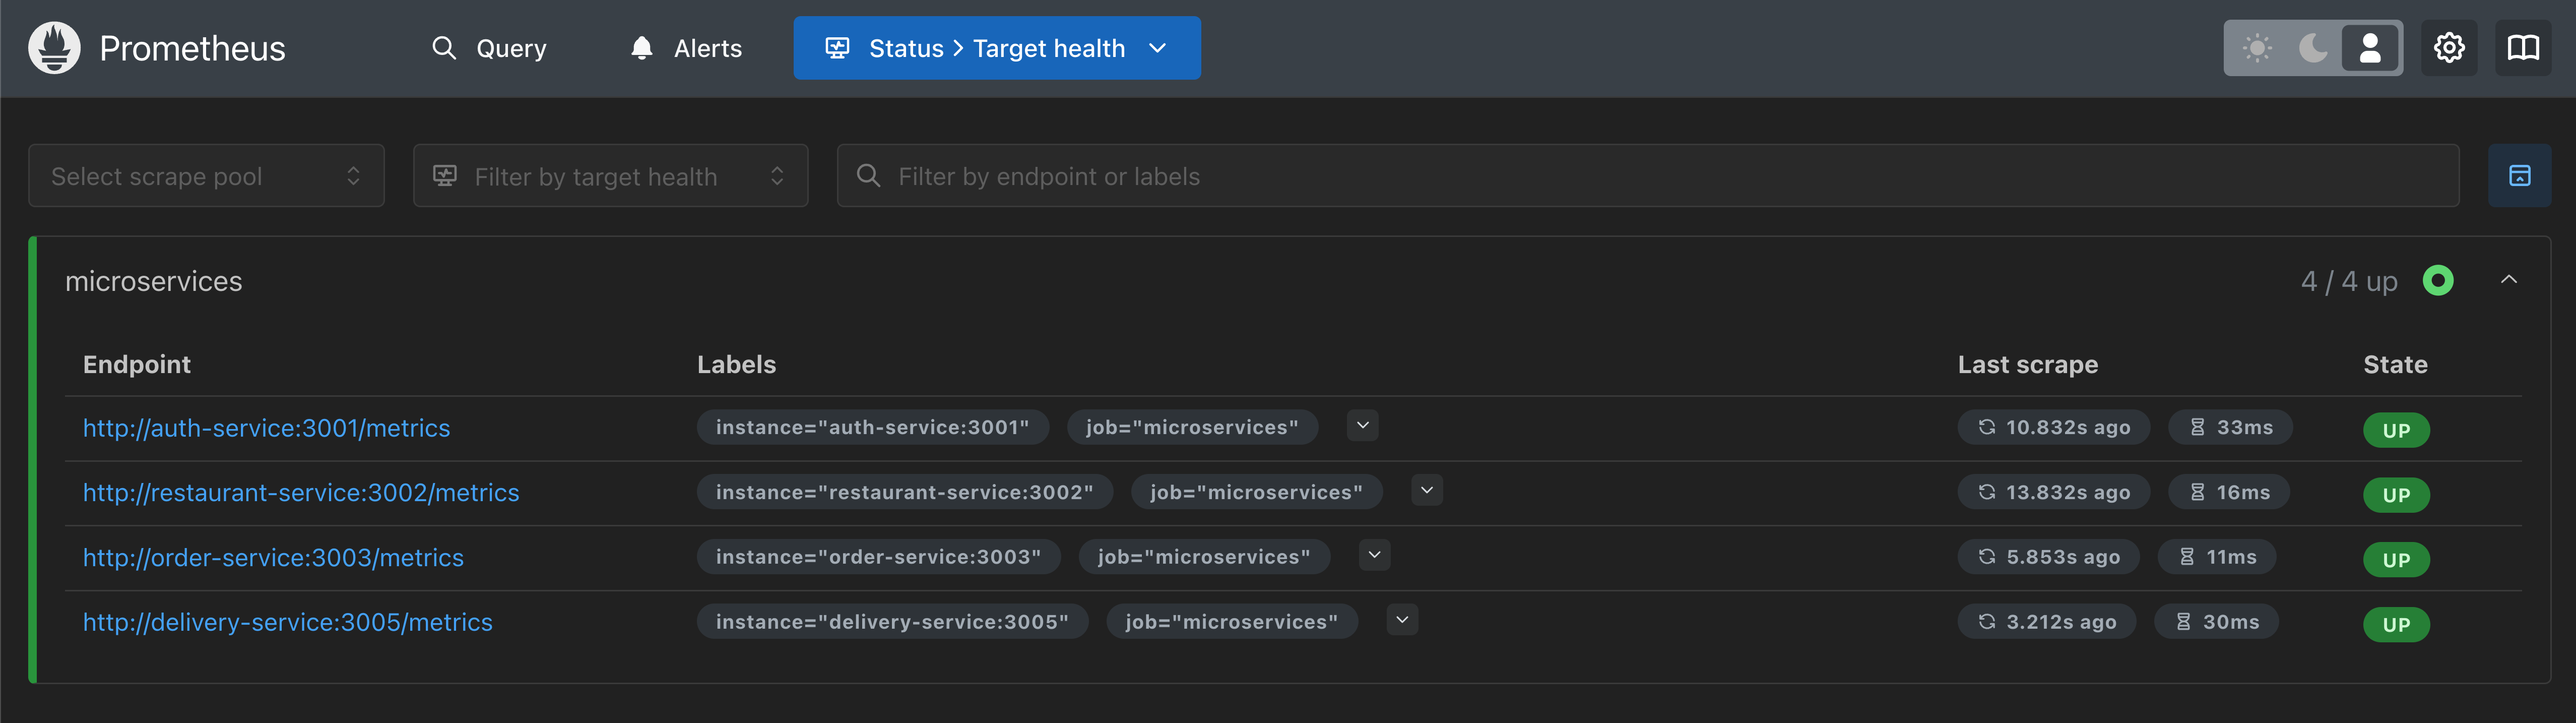 Prometheus Query Alerts Status > Target health
Select scrape pool Filter by target health Filter by endpoint or labels
microservices 4 / 4 up
Endpoint Labels Last scrape State
http://auth-service:3001/metrics instance="auth-service:3001" job="microservices" 10.832s ago 33ms UP
http://restaurant-service:3002/metrics instance="restaurant-service:3002" job="microservices" 13.832s ago 16ms UP
http://order-service:3003/metrics instance="order-service:3003" job="microservices" 5.853s ago 11ms UP
http://delivery-service:3005/metrics instance="delivery-service:3005" job="microservices" 3.212s ago 30ms UP